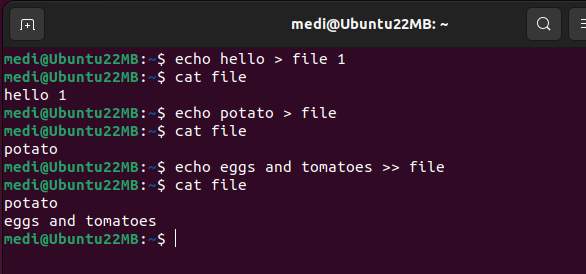 medi@Ubuntu22MB: ~
medi@Ubuntu22MB:~$ echo hello > file 1
medi@Ubuntu22MB:~$ cat file
hello 1
medi@Ubuntu22MB:~$ echo potato > file
medi@Ubuntu22MB:~$ cat file
potato
medi@Ubuntu22MB:~$ echo eggs and tomatoes >> file
medi@Ubuntu22MB:~$ cat file
potato
eggs and tomatoes
medi@Ubuntu22MB:~$